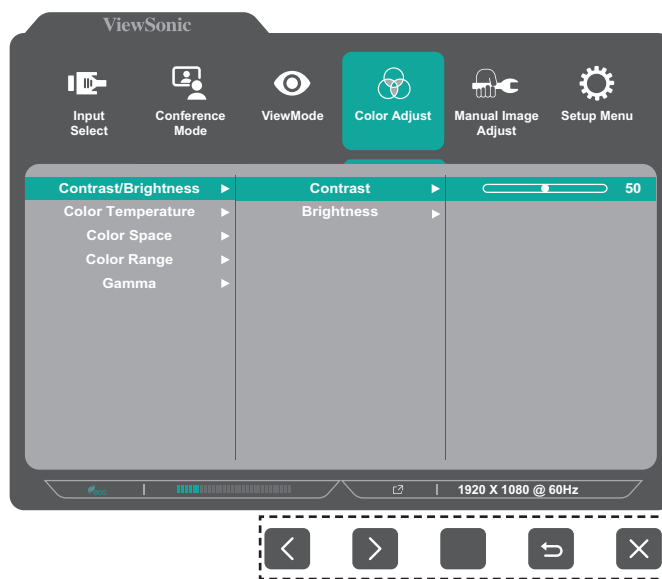 ViewSonic
Input Select
Conference Mode
ViewMode
Color Adjust
Manual Image Adjust
Setup Menu
Contrast/Brightness
Contrast
50
Color Temperature
Brightness
Color Space
Color Range
Gamma
eco
1920 X 1080 @ 60Hz